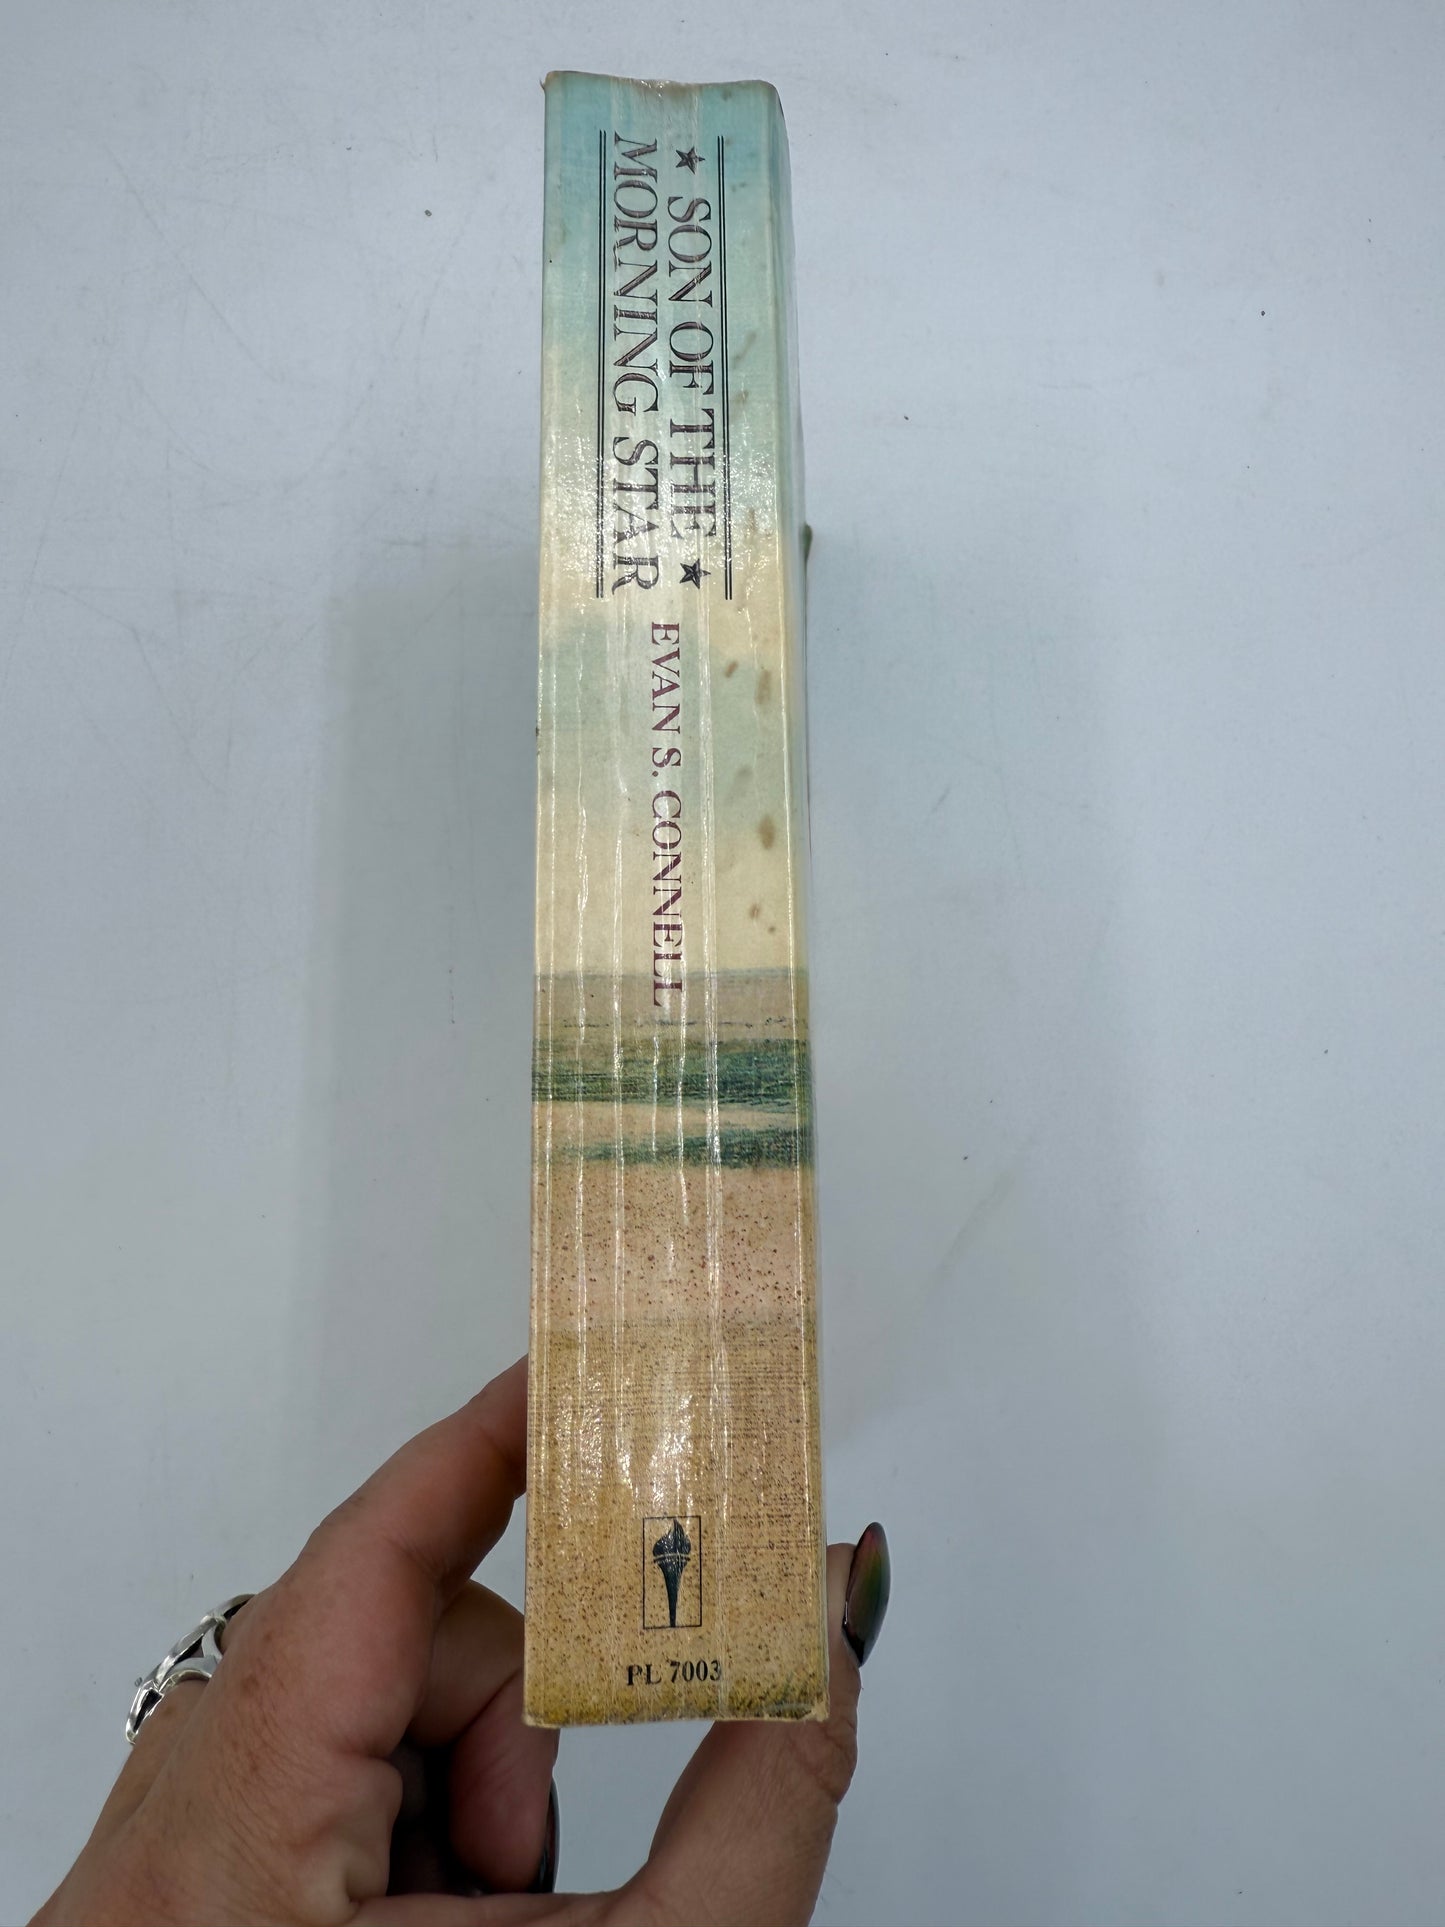 ★ SON OF THE ★
MORNING STAR
EVAN S. CONNELL
PL 7003